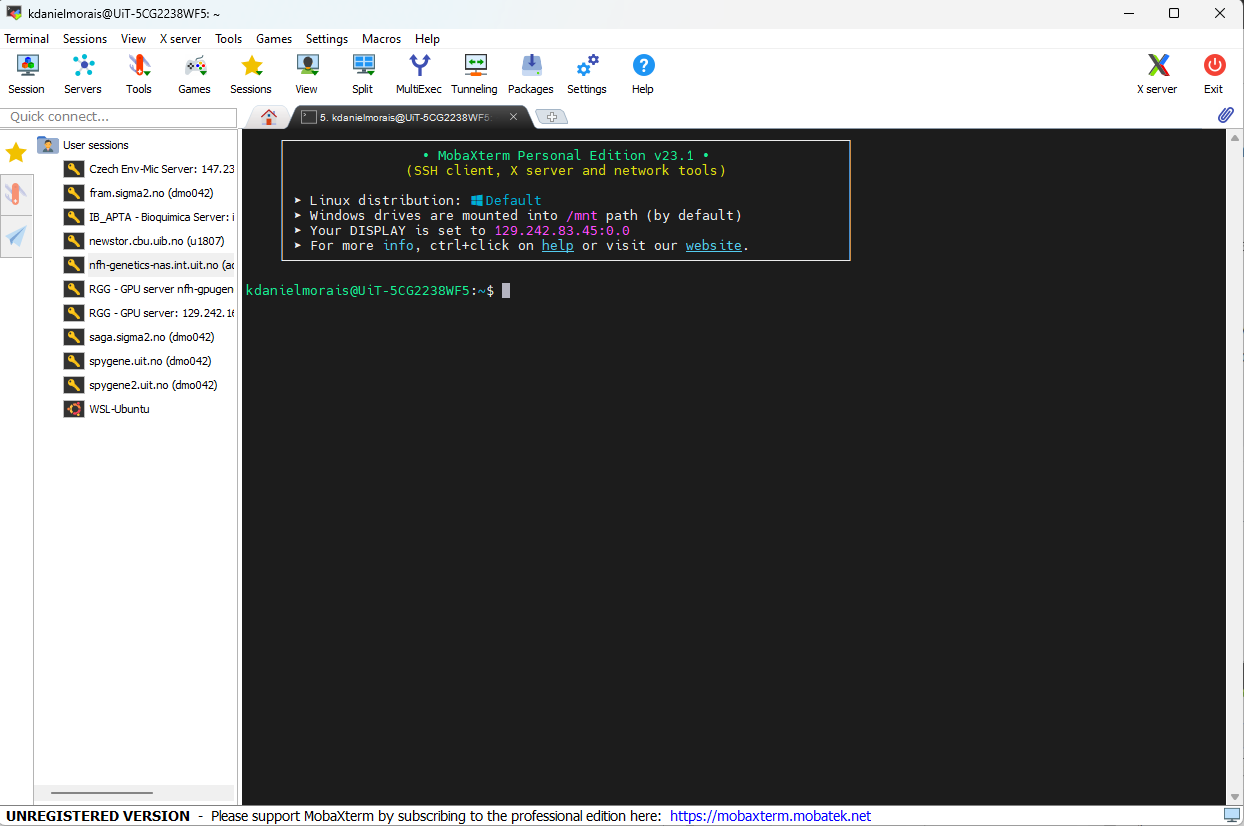 kdanielmorais@UiT-5CG2238WF5: ~
Terminal Sessions View X server Tools Games Settings Macros Help
Session Servers Tools Games Sessions View Split MultiExec Tunneling Packages Settings Help X server Exit
Quick connect...
5. kdanielmorais@UiT-5CG2238WF5:
User sessions
Czech Env-Mic Server: 147.23
fram.sigma2.no (dmo042)
IB_APTA - Bioquimica Server: i
newstor.cbu.uib.no (u1807)
nfh-genetics-nas.int.uit.no (ad
RGG - GPU server nfh-gpugen
RGG - GPU server: 129.242.16
saga.sigma2.no (dmo042)
spygene.uit.no (dmo042)
spygene2.uit.no (dmo042)
WSL-Ubuntu
• MobaXterm Personal Edition v23.1 •
(SSH client, X server and network tools)
➤ Linux distribution: Default
➤ Windows drives are mounted into /mnt path (by default)
➤ Your DISPLAY is set to 129.242.83.45:0.0
➤ For more info, ctrl+click on help or visit our website.
kdanielmorais@UiT-5CG2238WF5:~$
UNREGISTERED VERSION - Please support MobaXterm by subscribing to the professional edition here: https://mobaxterm.mobatek.net